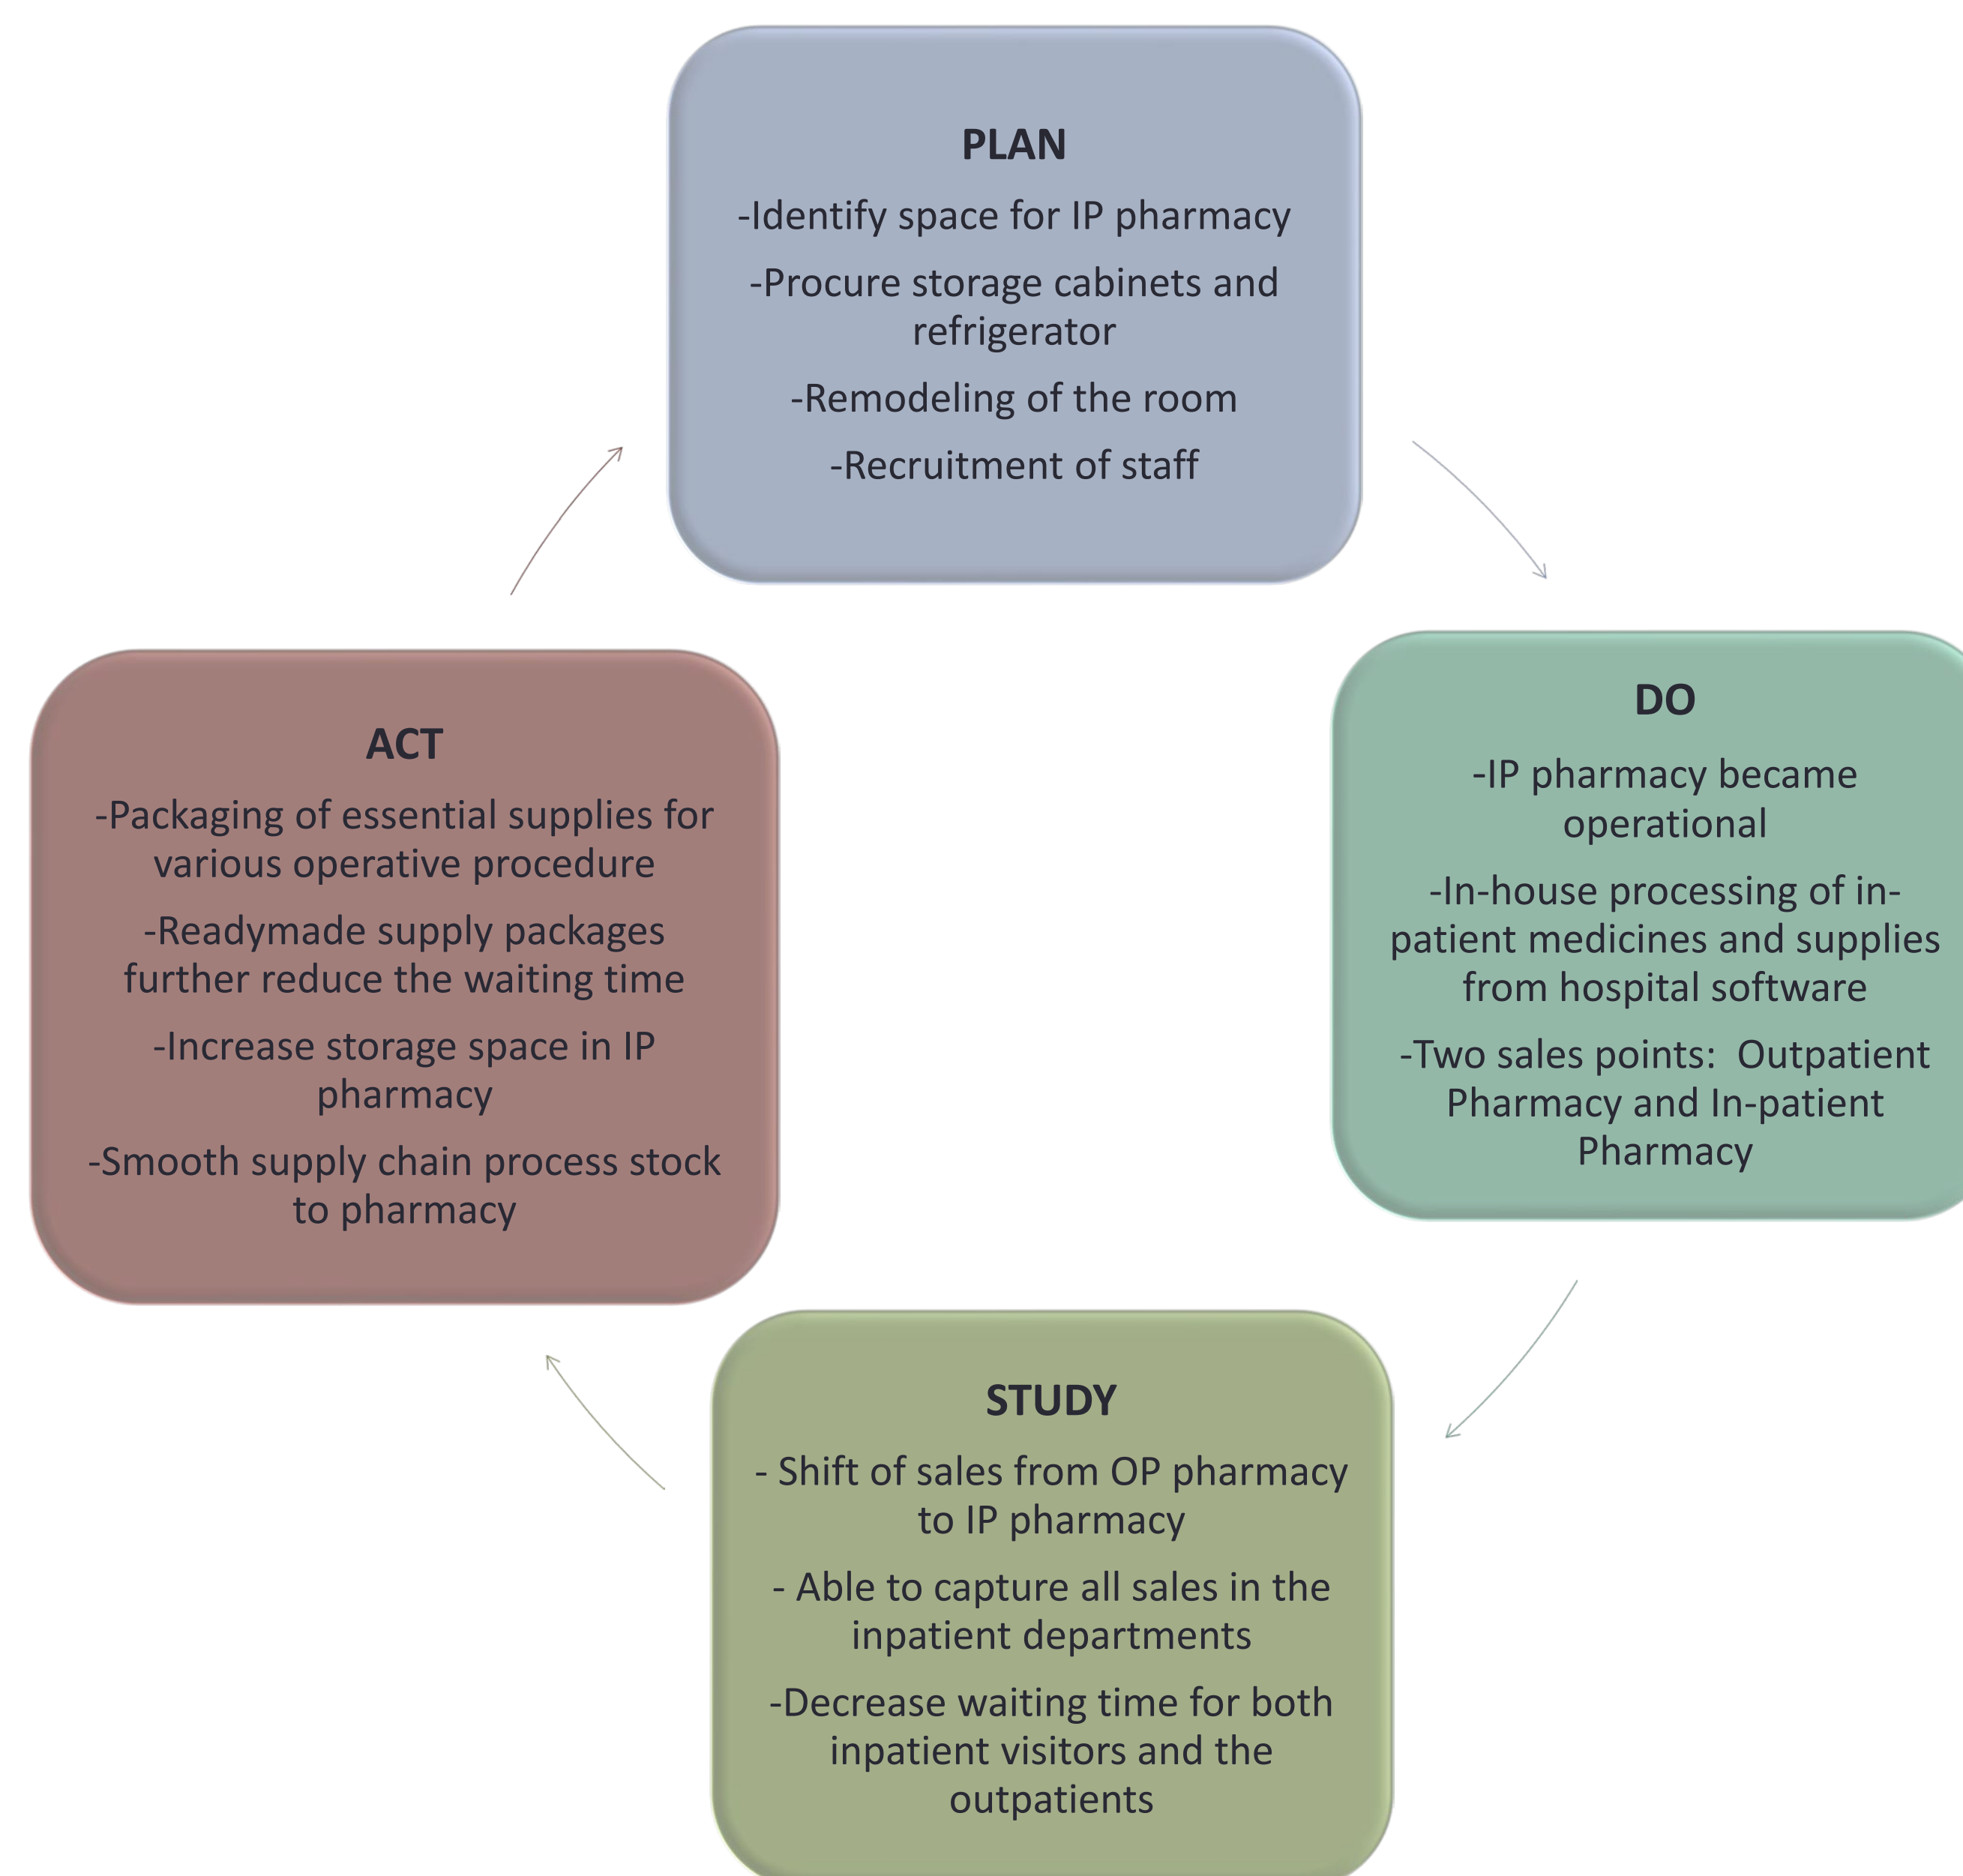 PLAN
-Identify space for IP pharmacy
-Procure storage cabinets and
refrigerator
-Remodeling of the room
-Recruitment of staff
DO
-IP pharmacy became
operational
-In-house processing of in-
patient medicines and supplies
from hospital software
-Two sales points:  Outpatient
Pharmacy and In-patient
Pharmacy
STUDY
- Shift of sales from OP pharmacy
to IP pharmacy
- Able to capture all sales in the
inpatient departments
-Decrease waiting time for both
inpatient visitors and the
outpatients
ACT
-Packaging of essential supplies for
various operative procedure
-Readymade supply packages
further reduce the waiting time
-Increase storage space in IP
pharmacy
-Smooth supply chain process stock
to pharmacy